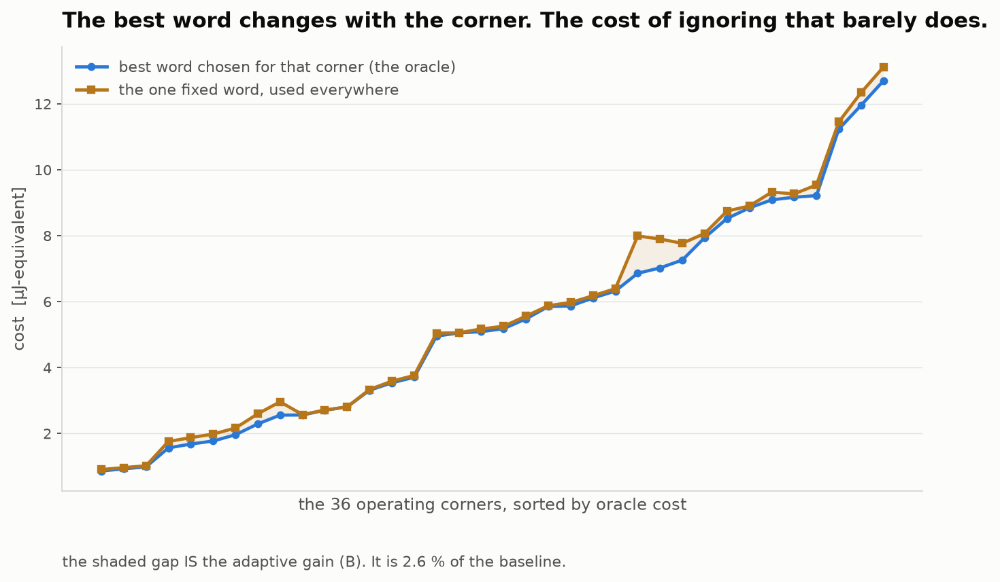 The best word changes with the corner. The cost of ignoring that barely does.
best word chosen for that corner (the oracle)
the one fixed word, used everywhere
12
10
8
6
4
2
cost [µJ-equivalent]
the 36 operating corners, sorted by oracle cost
the shaded gap IS the adaptive gain (B). It is 2.6 % of the baseline.